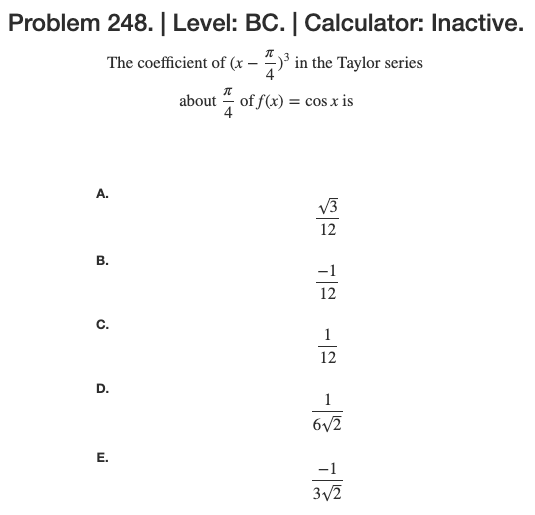 Problem 248. | Level: BC. | Calculator: Inactive.
The coefficient of (x − π/4)³ in the Taylor series
about π/4 of f(x) = cos x is
A. √3/12
B. −1/12
C. 1/12
D. 1/(6√2)
E. −1/(3√2)